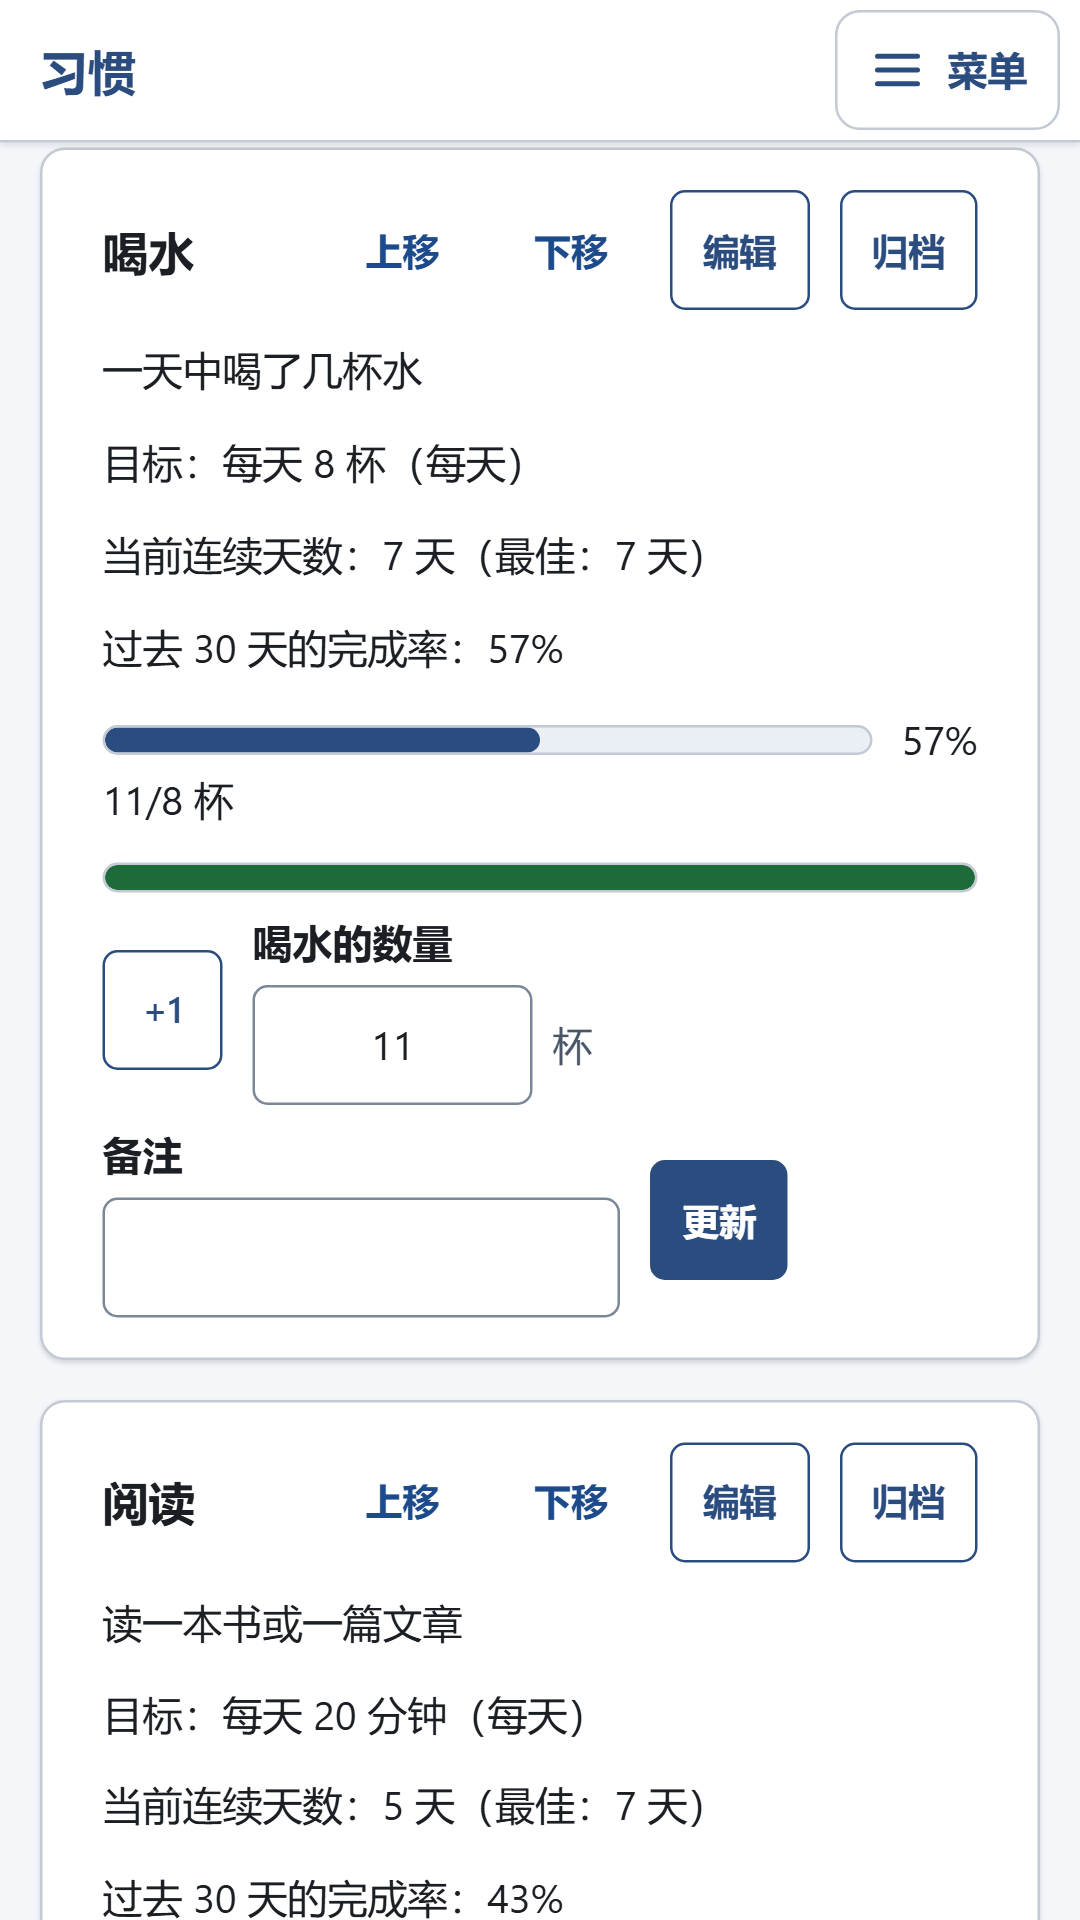 习惯
菜单
喝水
上移
下移
编辑
归档
一天中喝了几杯水
目标：每天 8 杯（每天）
当前连续天数：7 天（最佳：7 天）
过去 30 天的完成率：57%
57%
11/8 杯
喝水的数量
+1
11
杯
备注
更新
阅读
上移
下移
编辑
归档
读一本书或一篇文章
目标：每天 20 分钟（每天）
当前连续天数：5 天（最佳：7 天）
过去 30 天的完成率：43%